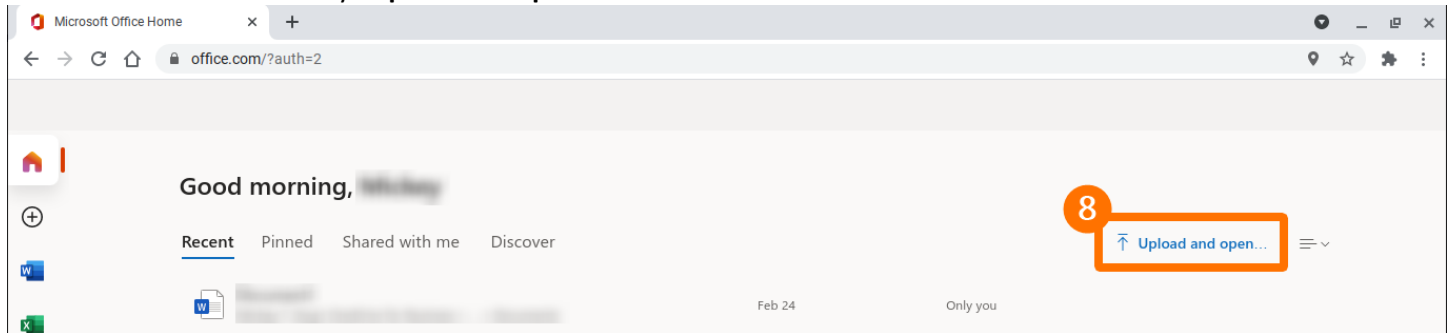 Microsoft Office Home
office.com/?auth=2
Good morning,
8
Recent Pinned Shared with me Discover
Upload and open...
W
Feb 24 Only you
W
X